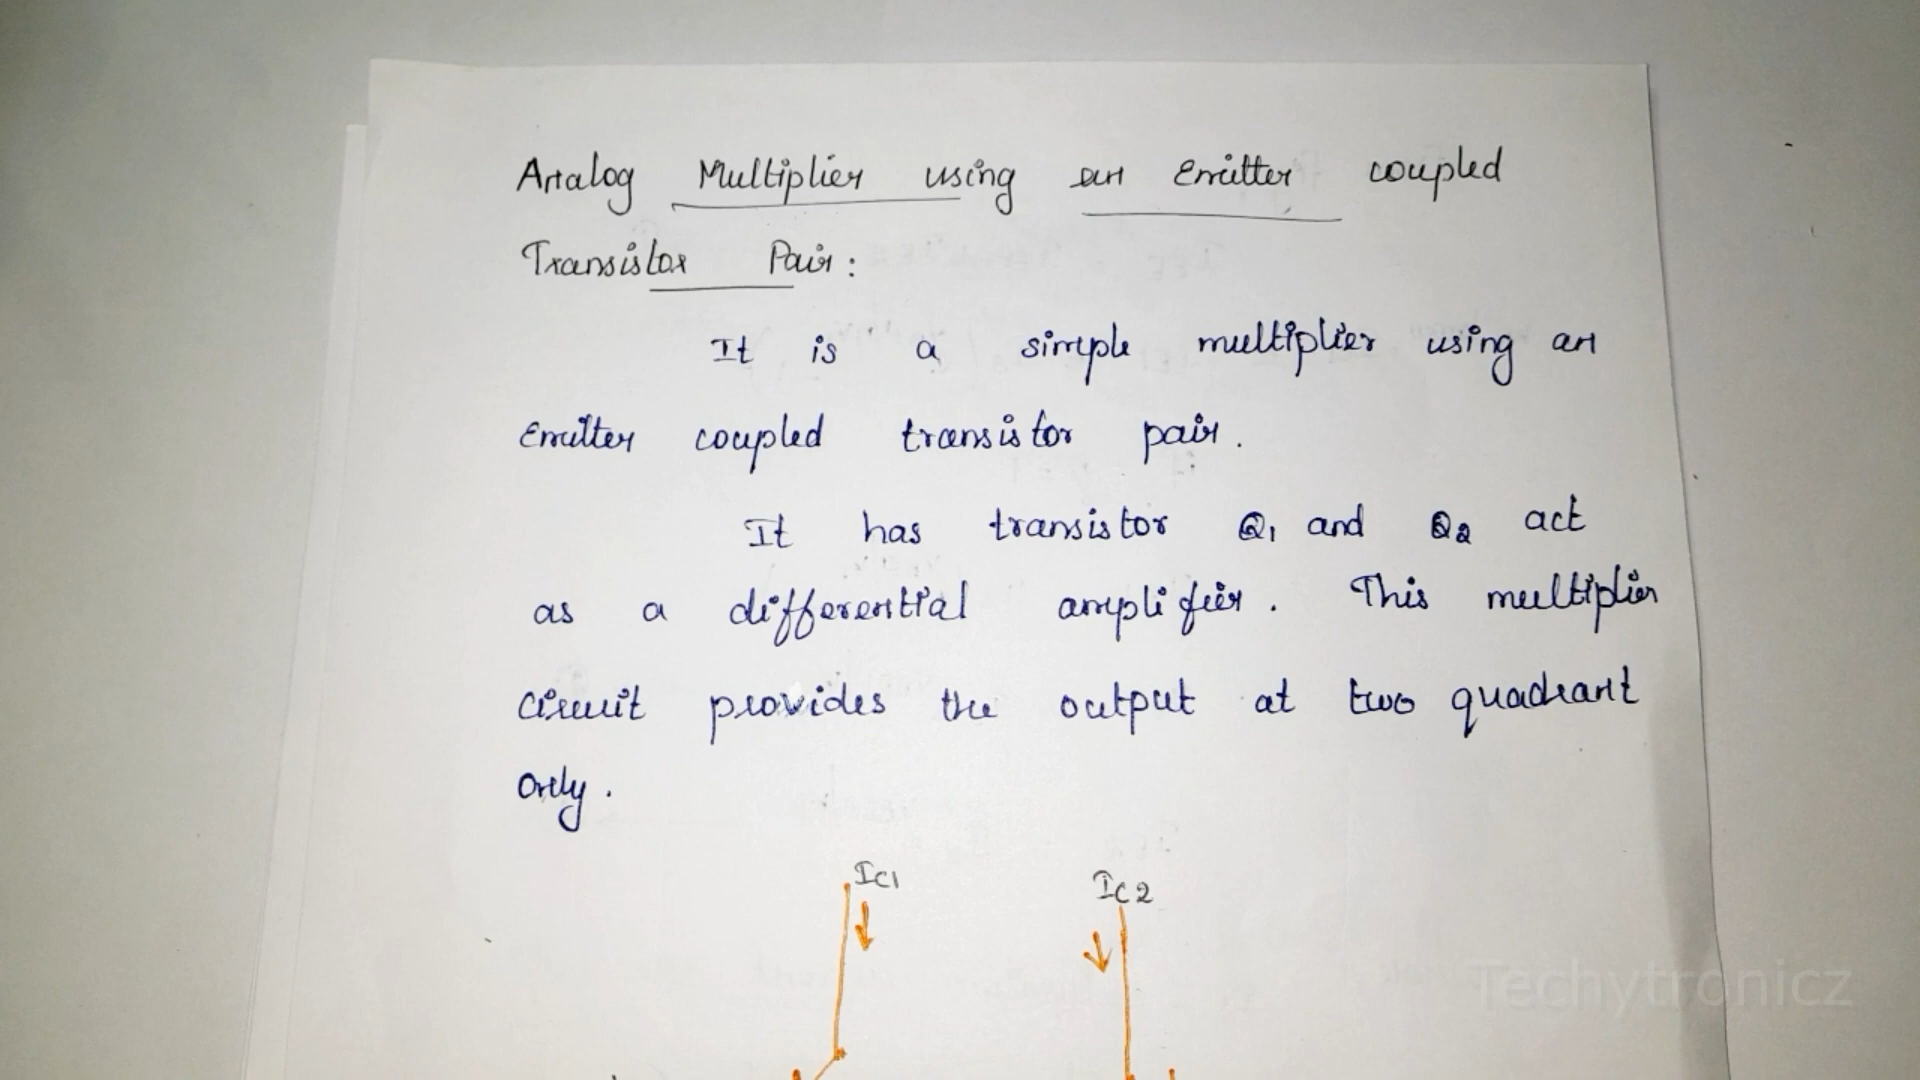 Analog Multiplier using an Emitter coupled
Transistor Pair:
It is a simple multiplier using an
Emitter coupled transistor pair.
It has transistor Q1 and Q2 act
as a differential amplifier. This multiplier
circuit provides the output at two quadrant
only.
IC1 IC2
Techytronicz